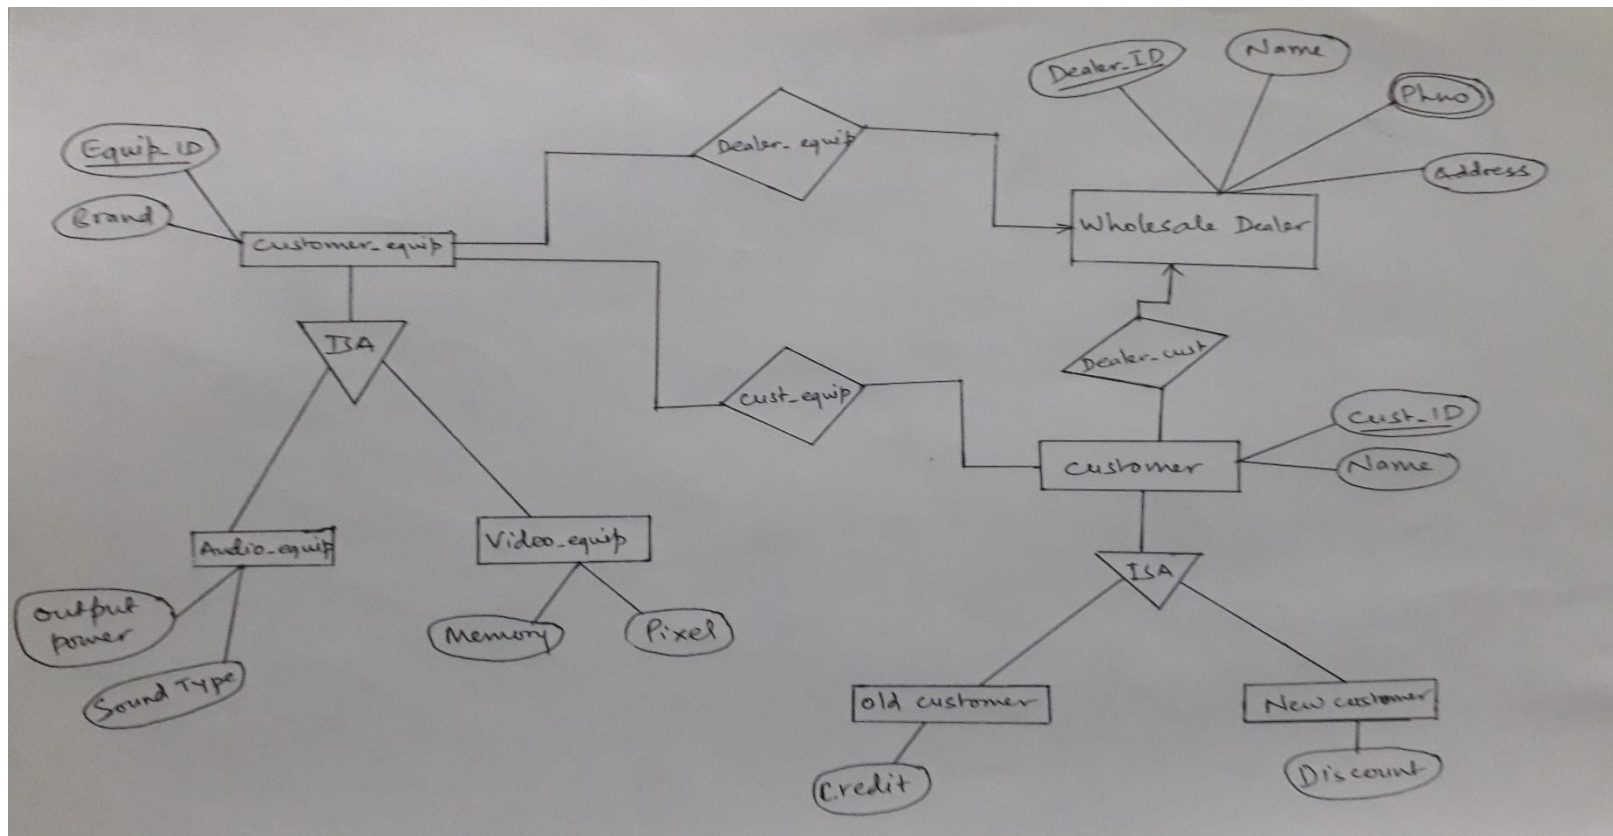 Dealer_ID
Name
Phno
address
Equip_ID
Brand
Dealer_equip
Wholesale Dealer
customer_equip
ISA
Dealer_cust
cust_equip
Cust_ID
Name
customer
Audio_equip
Video_equip
output
power
Sound Type
Memory
Pixel
ISA
old customer
New customer
Credit
Discount